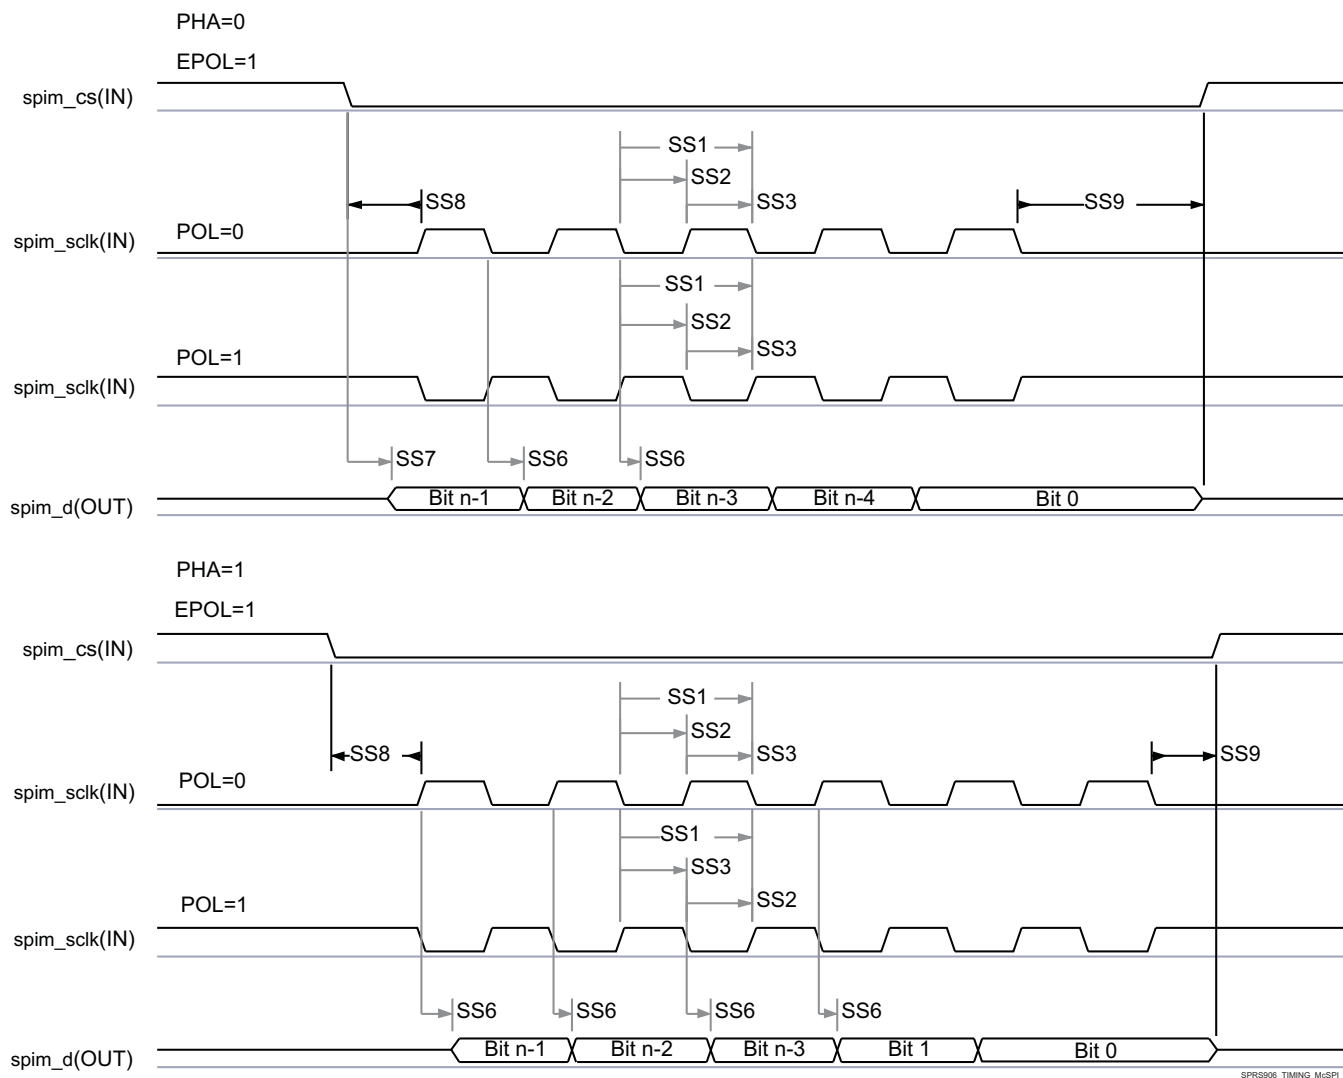 PHA=0
EPOL=1
spim_cs(IN)
SS1
SS2
SS8
SS3
SS9
POL=0
spim_sclk(IN)
SS1
SS2
SS3
POL=1
spim_sclk(IN)
SS7
SS6
SS6
spim_d(OUT)
Bit n-1
Bit n-2
Bit n-3
Bit n-4
Bit 0
PHA=1
EPOL=1
spim_cs(IN)
SS1
SS2
SS8
SS3
SS9
POL=0
spim_sclk(IN)
SS1
SS3
SS2
POL=1
spim_sclk(IN)
SS6
SS6
SS6
SS6
spim_d(OUT)
Bit n-1
Bit n-2
Bit n-3
Bit 1
Bit 0
SPRS906_TIMING_McSPI